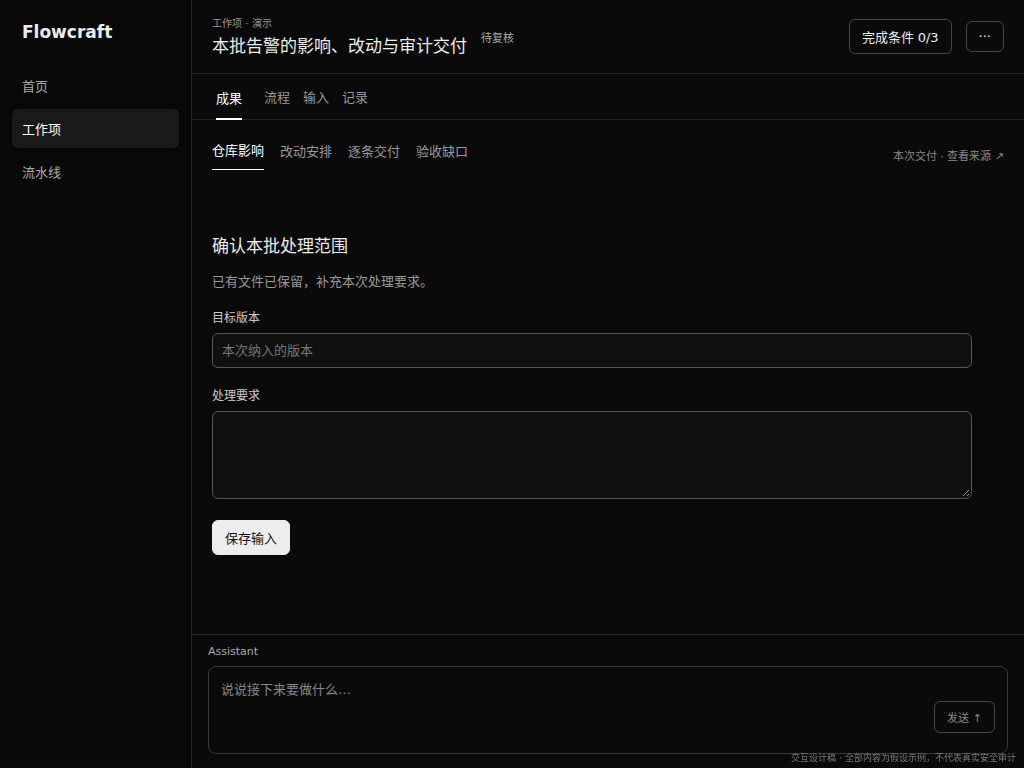 Flowcraft
首页
工作项
流水线
工作项 · 演示
本批告警的影响、改动与审计交付
待复核
完成条件 0/3
···
成果
流程
输入
记录
仓库影响
改动安排
逐条交付
验收缺口
本次交付 · 查看来源 ↗
确认本批处理范围
已有文件已保留，补充本次处理要求。
目标版本
本次纳入的版本
处理要求
保存输入
Assistant
说说接下来要做什么…
发送 ↑
交互设计稿 · 全部内容为假设示例，不代表真实安全审计